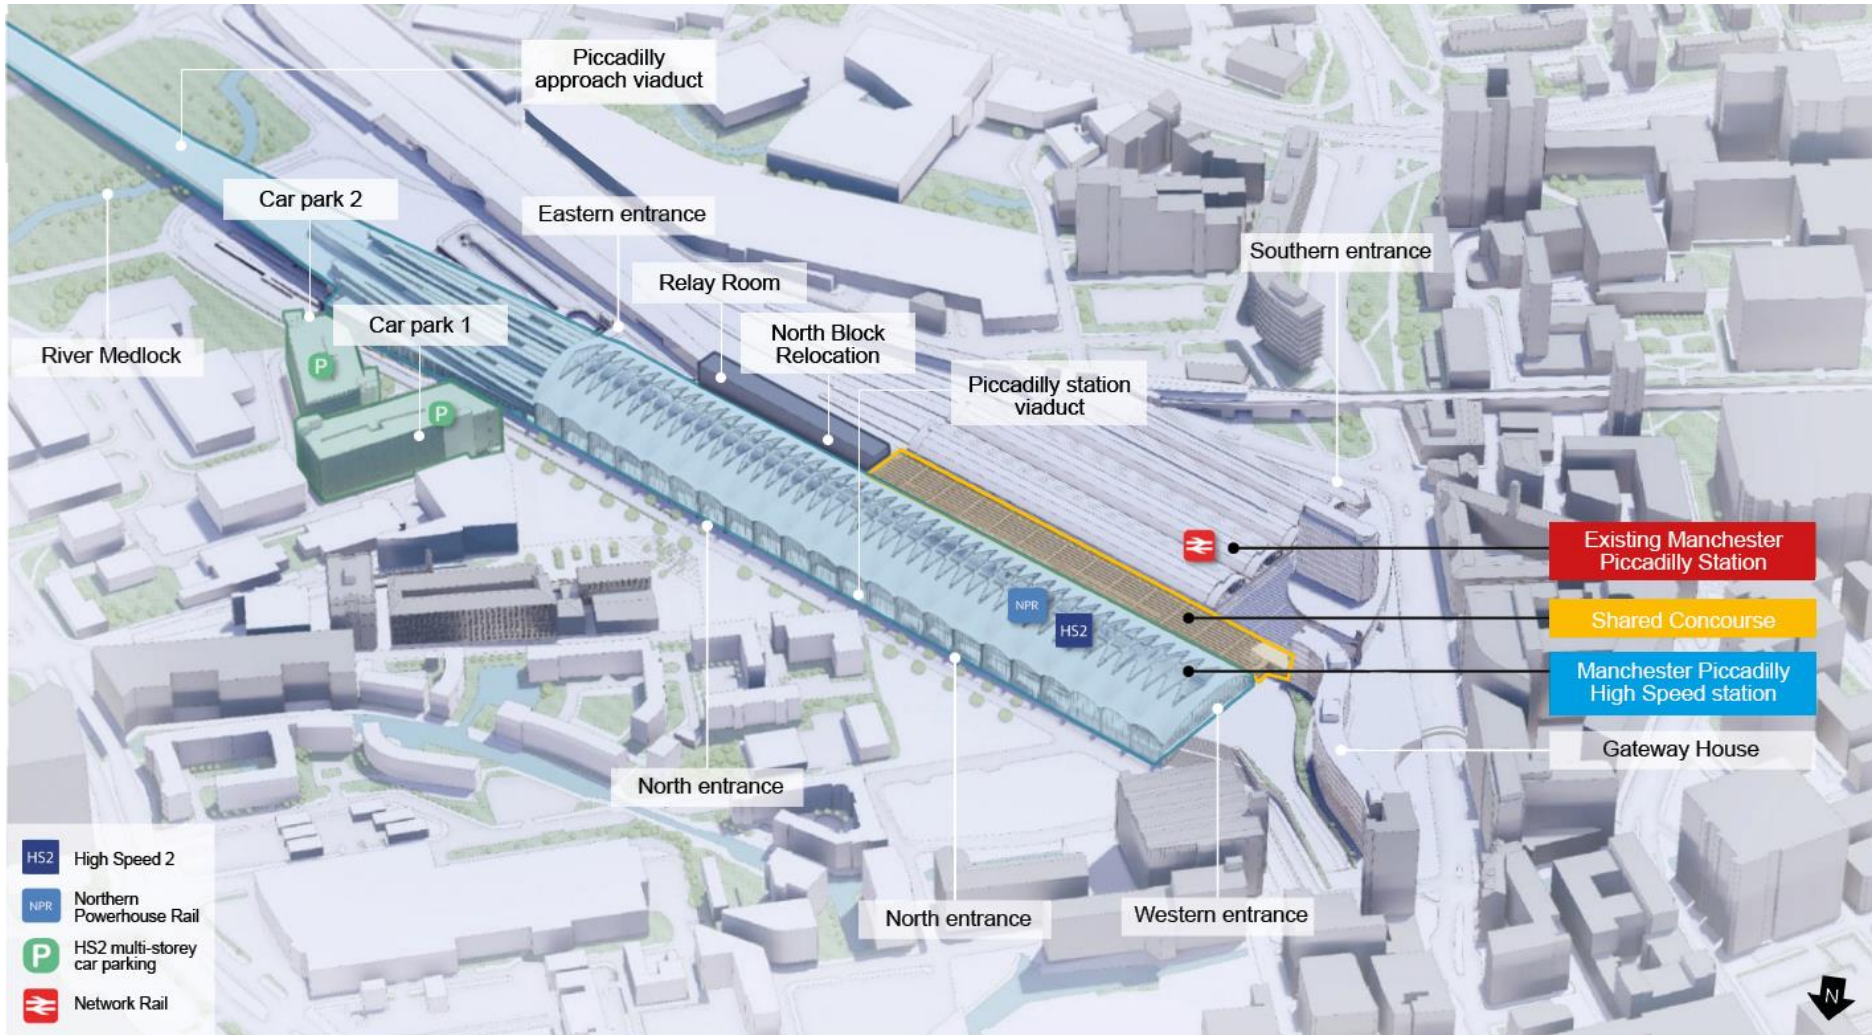 Piccadilly
approach viaduct
Car park 2
Eastern entrance
Southern entrance
Relay Room
Car park 1
North Block
Relocation
River Medlock
Piccadilly station
viaduct
P
P
Existing Manchester
Piccadilly Station
NPR
Shared Concourse
HS2
Manchester Piccadilly
High Speed station
Gateway House
North entrance
North entrance
Western entrance
HS2 High Speed 2
NPR Northern
Powerhouse Rail
P HS2 multi-storey
car parking
Network Rail
N